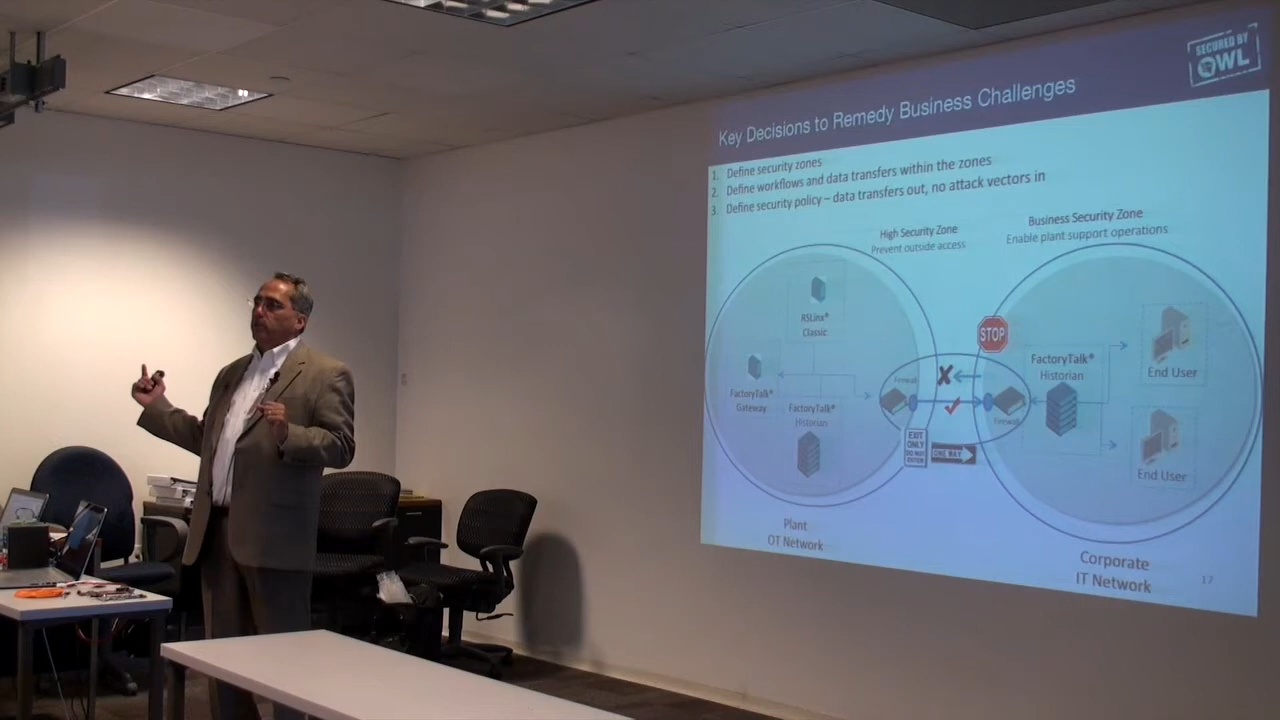 SECURED BY
OWL
Key Decisions to Remedy Business Challenges
1. Define security zones
2. Define workflows and data transfers within the zones
3. Define security policy – data transfers out, no attack vectors in
High Security Zone
Prevent outside access
Business Security Zone
Enable plant support operations
RSLinx®
Classic
FactoryTalk®
Gateway
FactoryTalk®
Historian
Firewall
STOP
EXIT
ONLY
DO NOT
ENTER
ONE WAY
Firewall
FactoryTalk®
Historian
End User
End User
Plant
OT Network
Corporate
IT Network
17